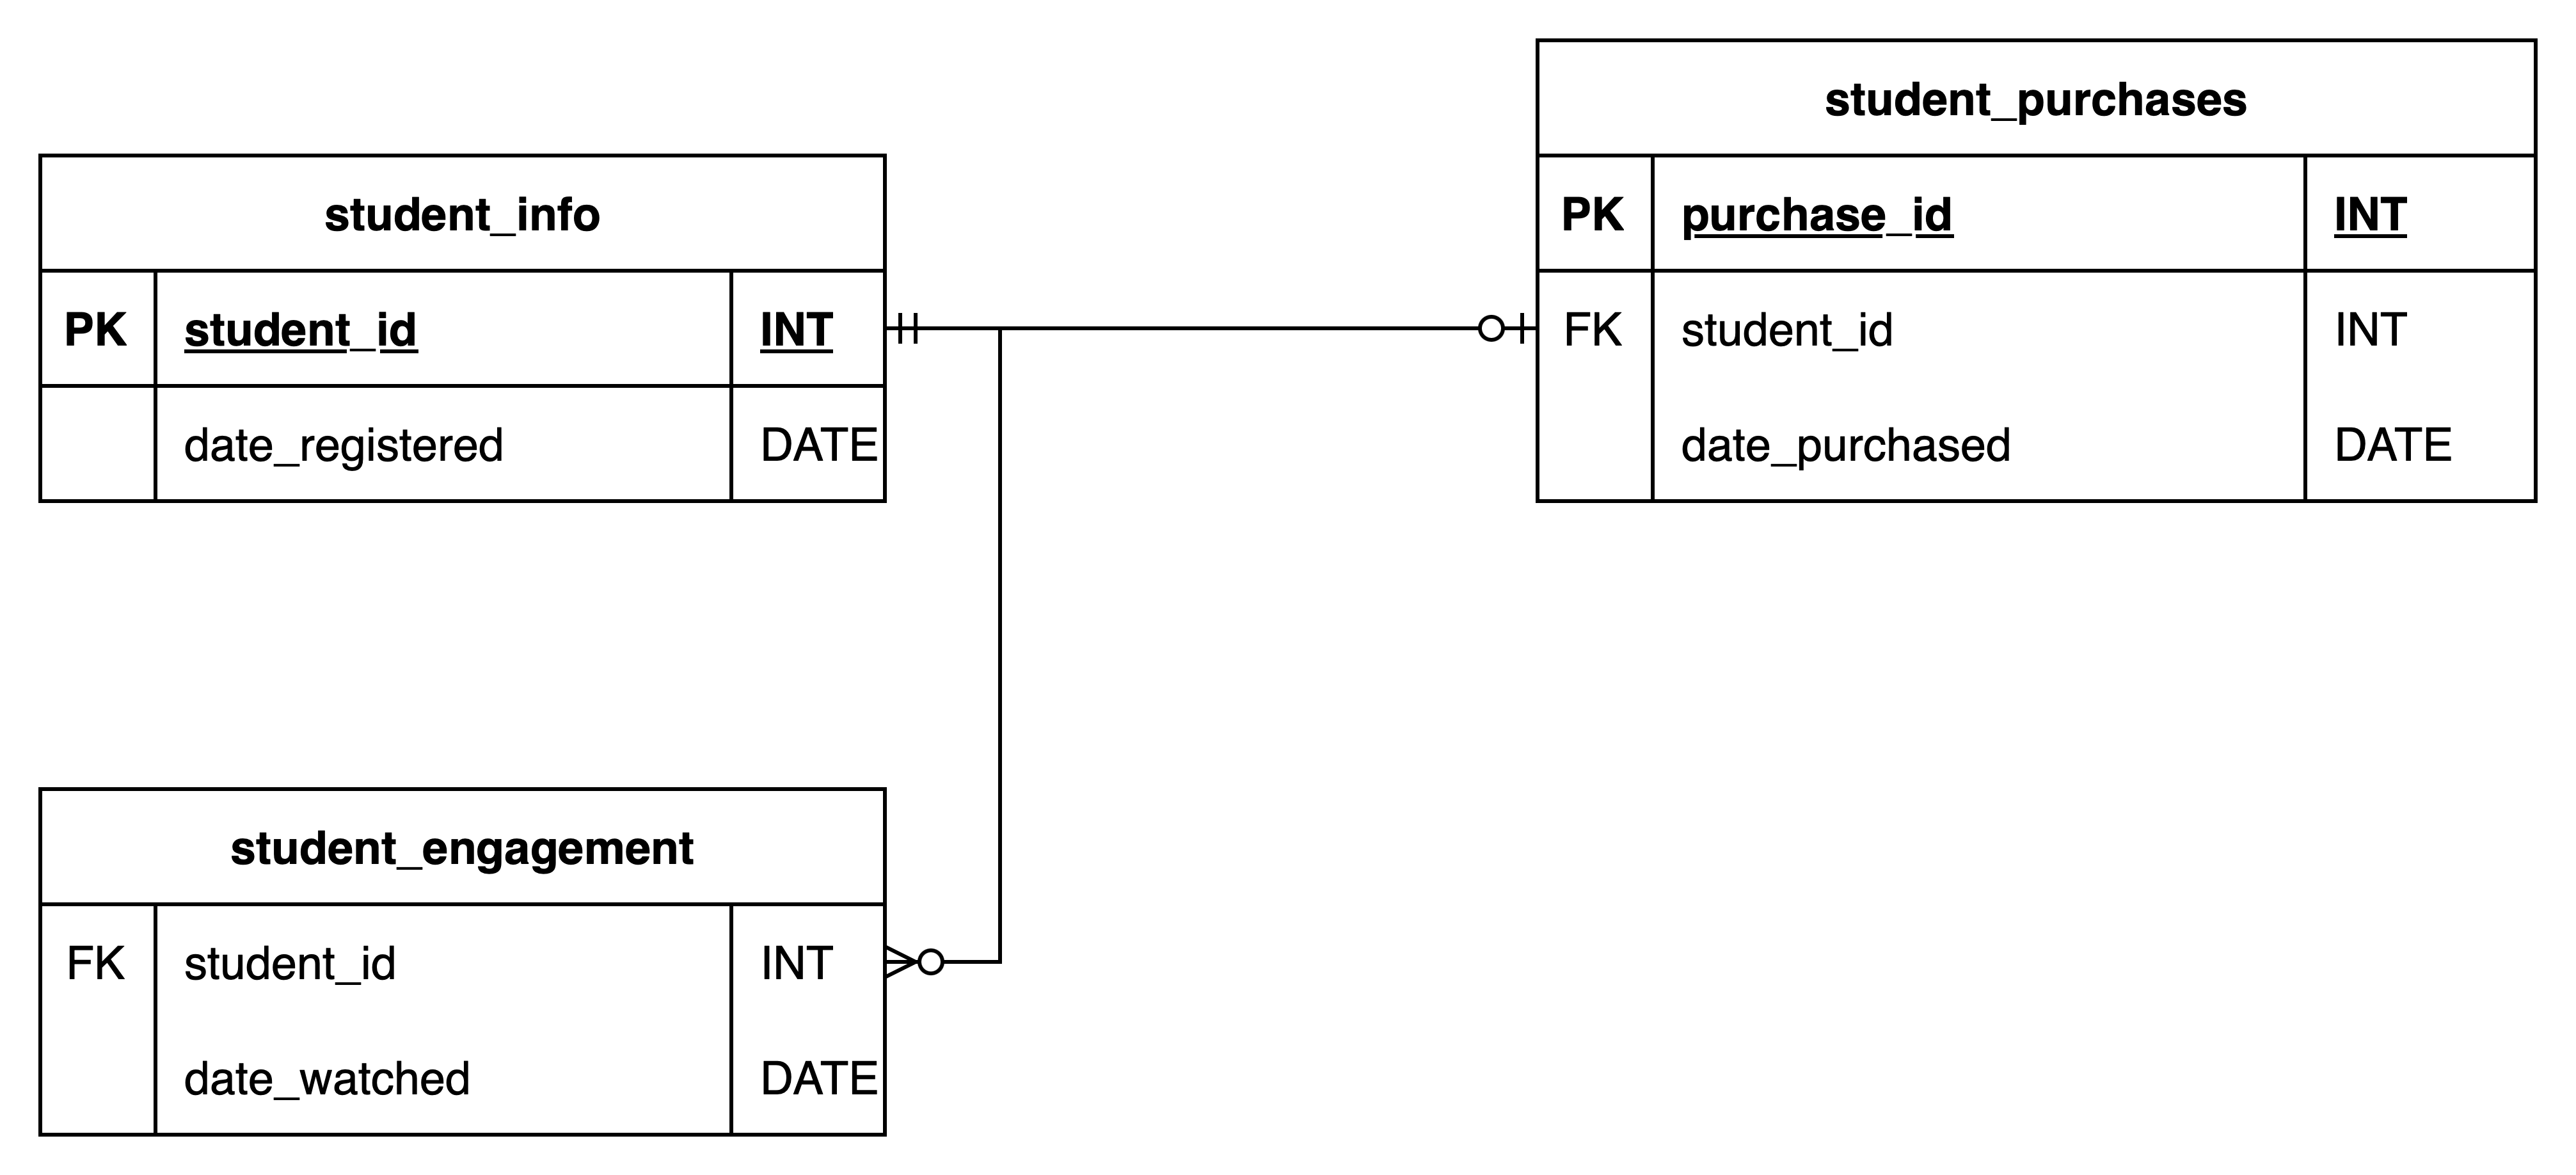 student_info
PK student_id INT
date_registered DATE
student_purchases
PK purchase_id INT
FK student_id INT
date_purchased DATE
student_engagement
FK student_id INT
date_watched DATE